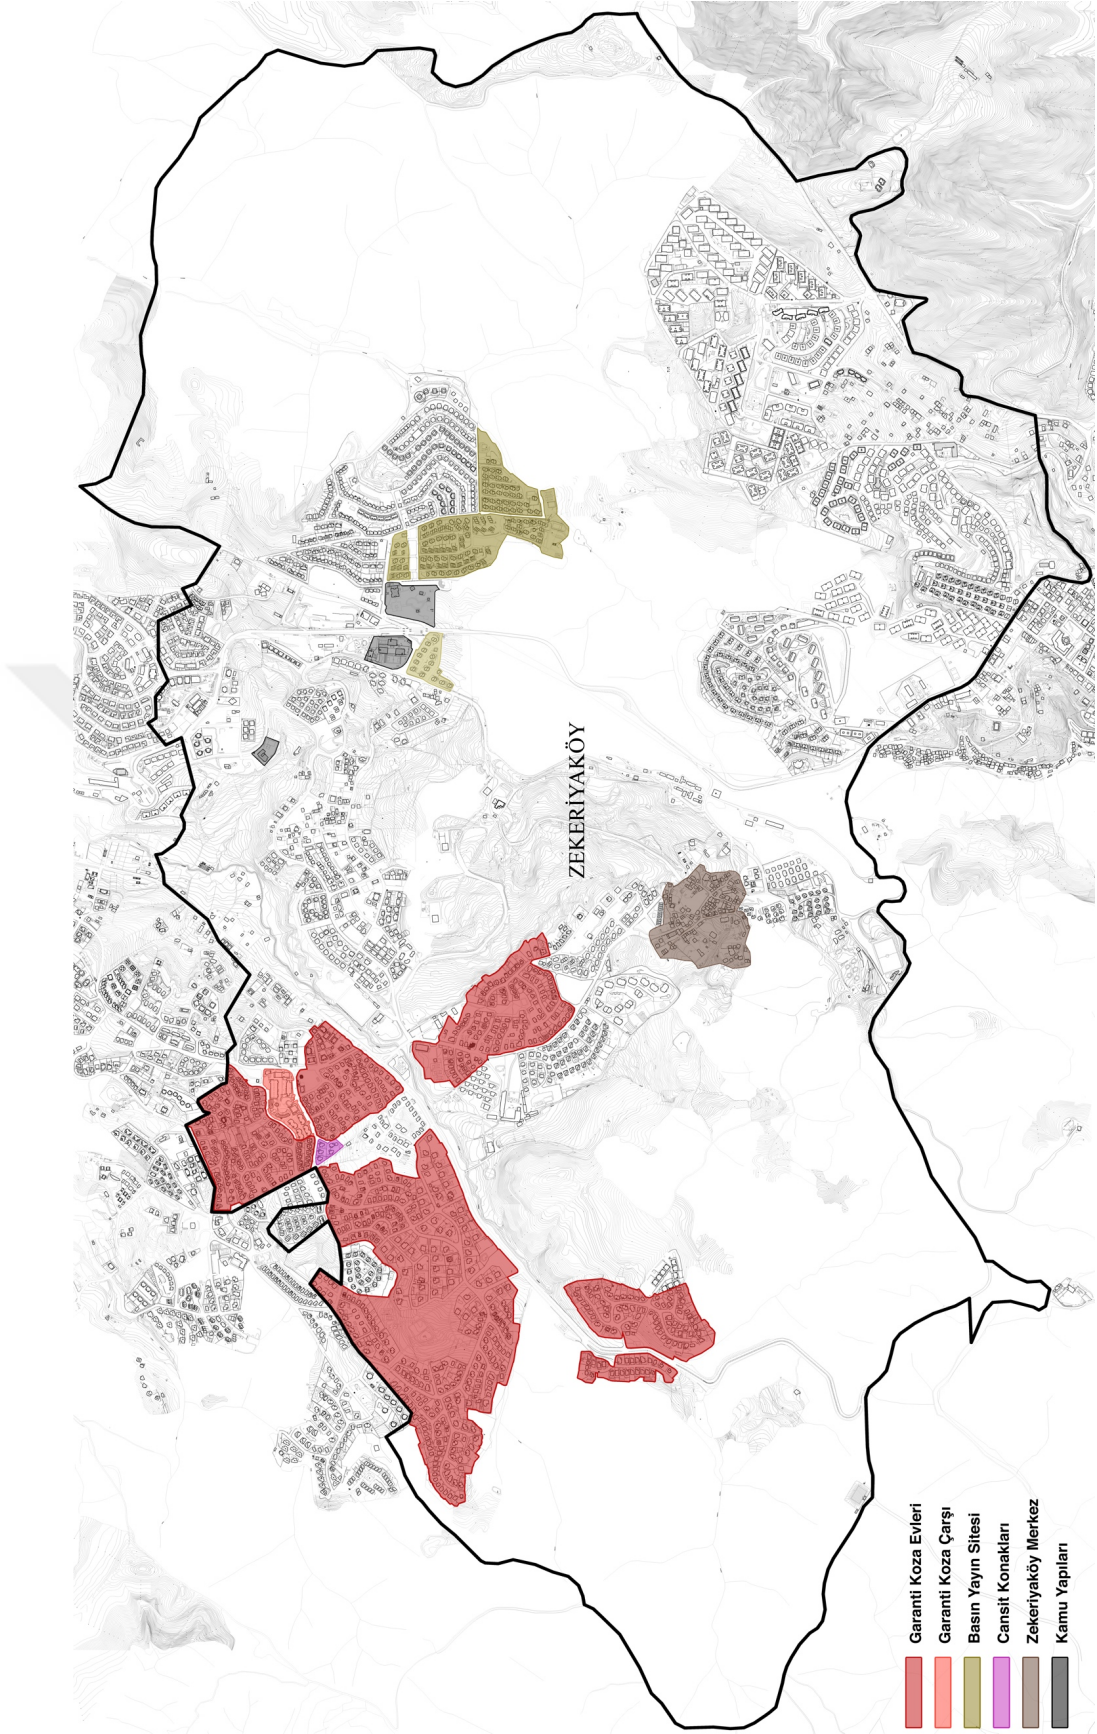 ZEKERİYAKÖY
Garanti Koza Evleri
Garanti Koza Çarşı
Basın Yayın Sitesi
Cansit Konakları
Zekeriyaköy Merkez
Kamu Yapıları